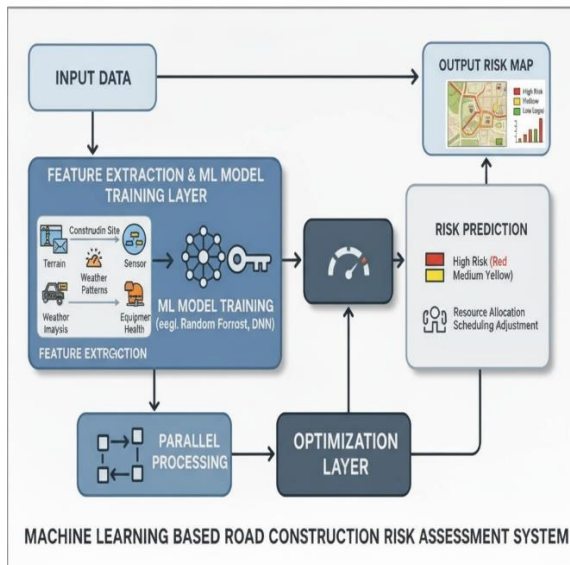 INPUT DATA
OUTPUT RISK MAP
High Risk
Yellow
FEATURE EXTRACTION & ML MODEL
TRAINING LAYER
Construdin Site
Terrain
Sensor
Weather
Patterns
Weathor
Imalysis
Equipmer
Health
FEATURE EXTRACTION
ML MODEL TRAINING
(eegl. Random Forrost, DNN)
RISK PREDICTION
High Risk (Red
Medium Yellow)
Resource Allocation
Scheduling Adjustment
PARALLEL
PROCESSING
OPTIMIZATION
LAYER
MACHINE LEARNING BASED ROAD CONSTRUCTION RISK ASSESSMENT SYSTEM